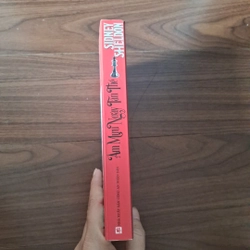 SIDNEY
SHELDON
Âm Mưu Ngày Tận Thế